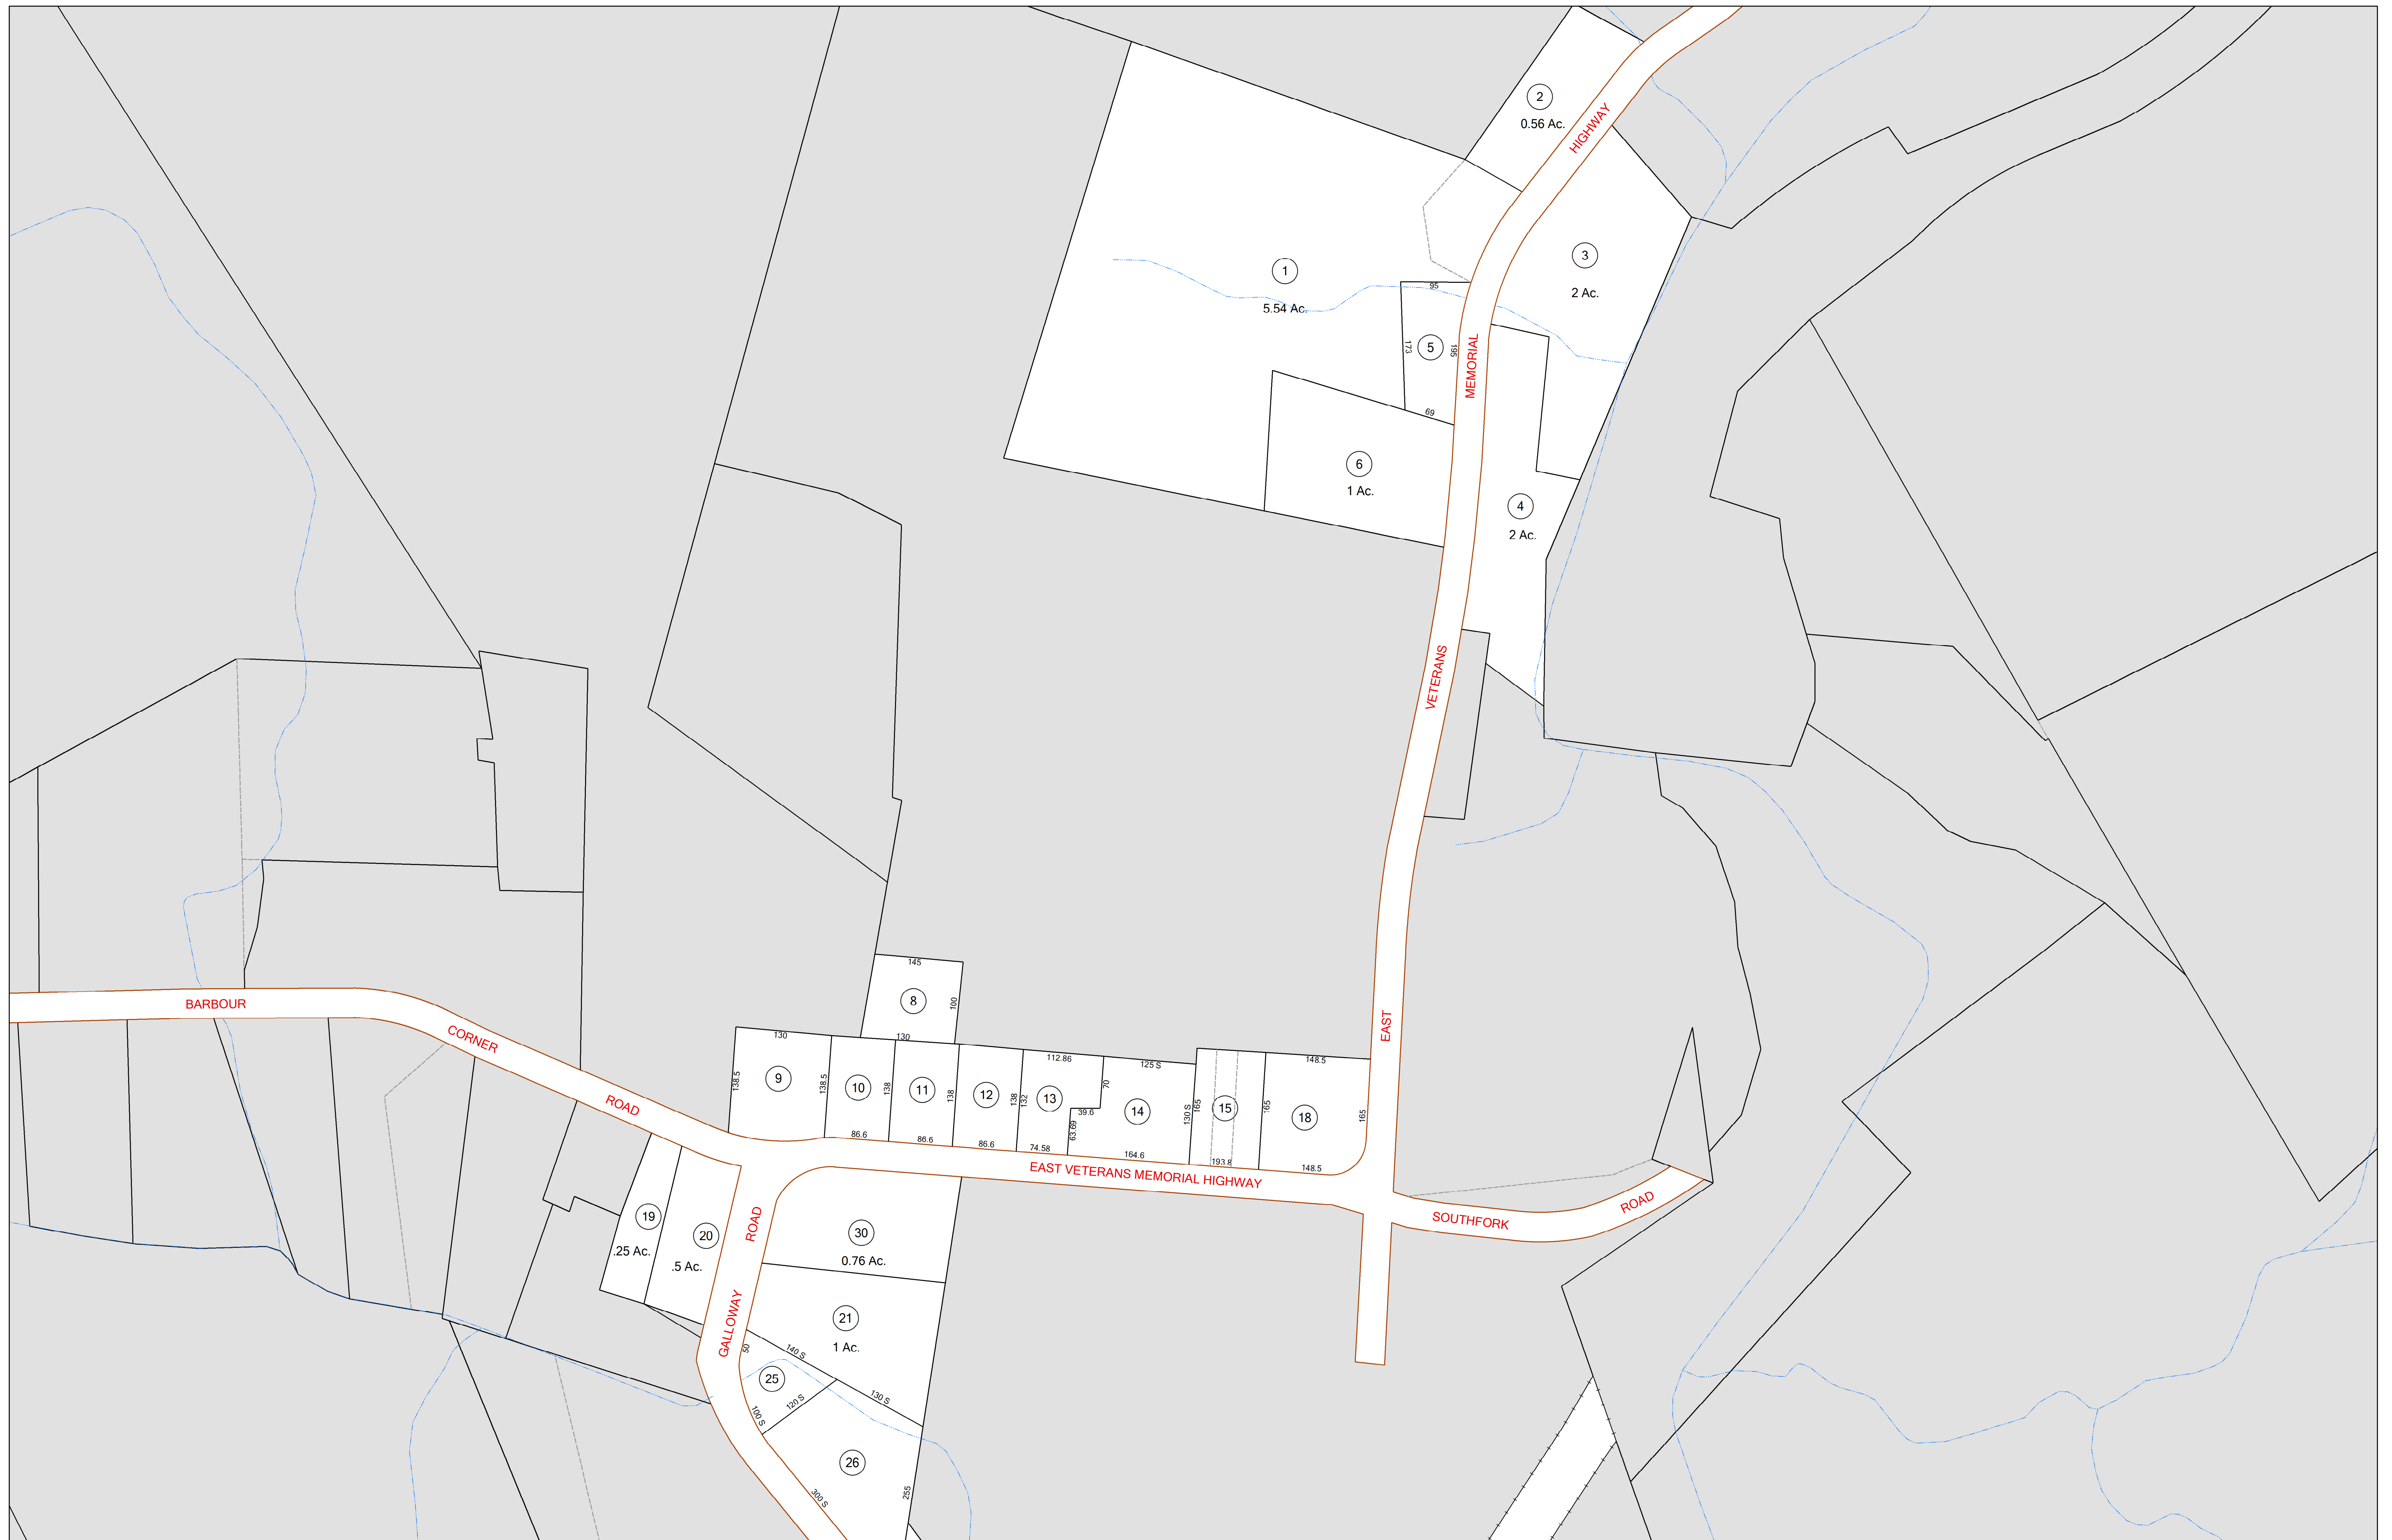 2
0.56 Ac.
HIGHWAY
3
2 Ac.
1
5.54 Ac.
95
173
5
195
69
MEMORIAL
6
1 Ac.
4
2 Ac.
VETERANS
EAST
145
8
100
130
BARBOUR
CORNER
ROAD
130
138.5
9
138.5
10
86.6
138
11
86.6
138
12
86.6
138
132
112.86
13
70
39.6
63.69
74.58
125 S
14
130 S
164.6
165
15
193.8
165
148.5
18
165
148.5
EAST VETERANS MEMORIAL HIGHWAY
SOUTHFORK
ROAD
19
.25 Ac.
20
.5 Ac.
ROAD
GALLOWAY
30
0.76 Ac.
21
1 Ac.
50
140 S
25
130 S
120 S
100 S
26
255
300 S